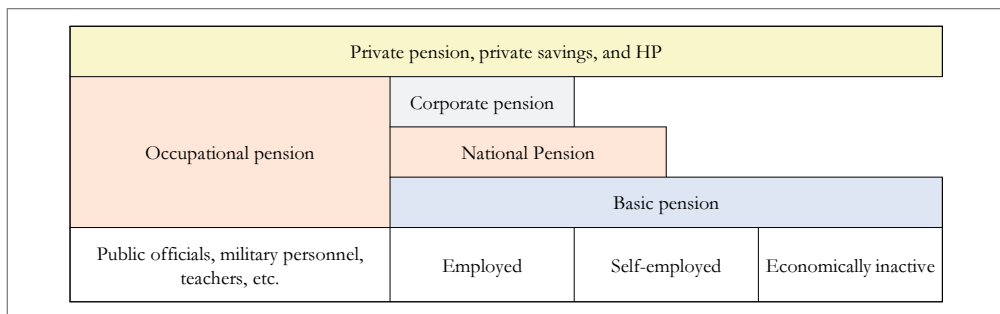 Private pension, private savings, and HP
Corporate pension
Occupational pension
National Pension
Basic pension
Public officials, military personnel,
teachers, etc.
Employed
Self-employed
Economically inactive